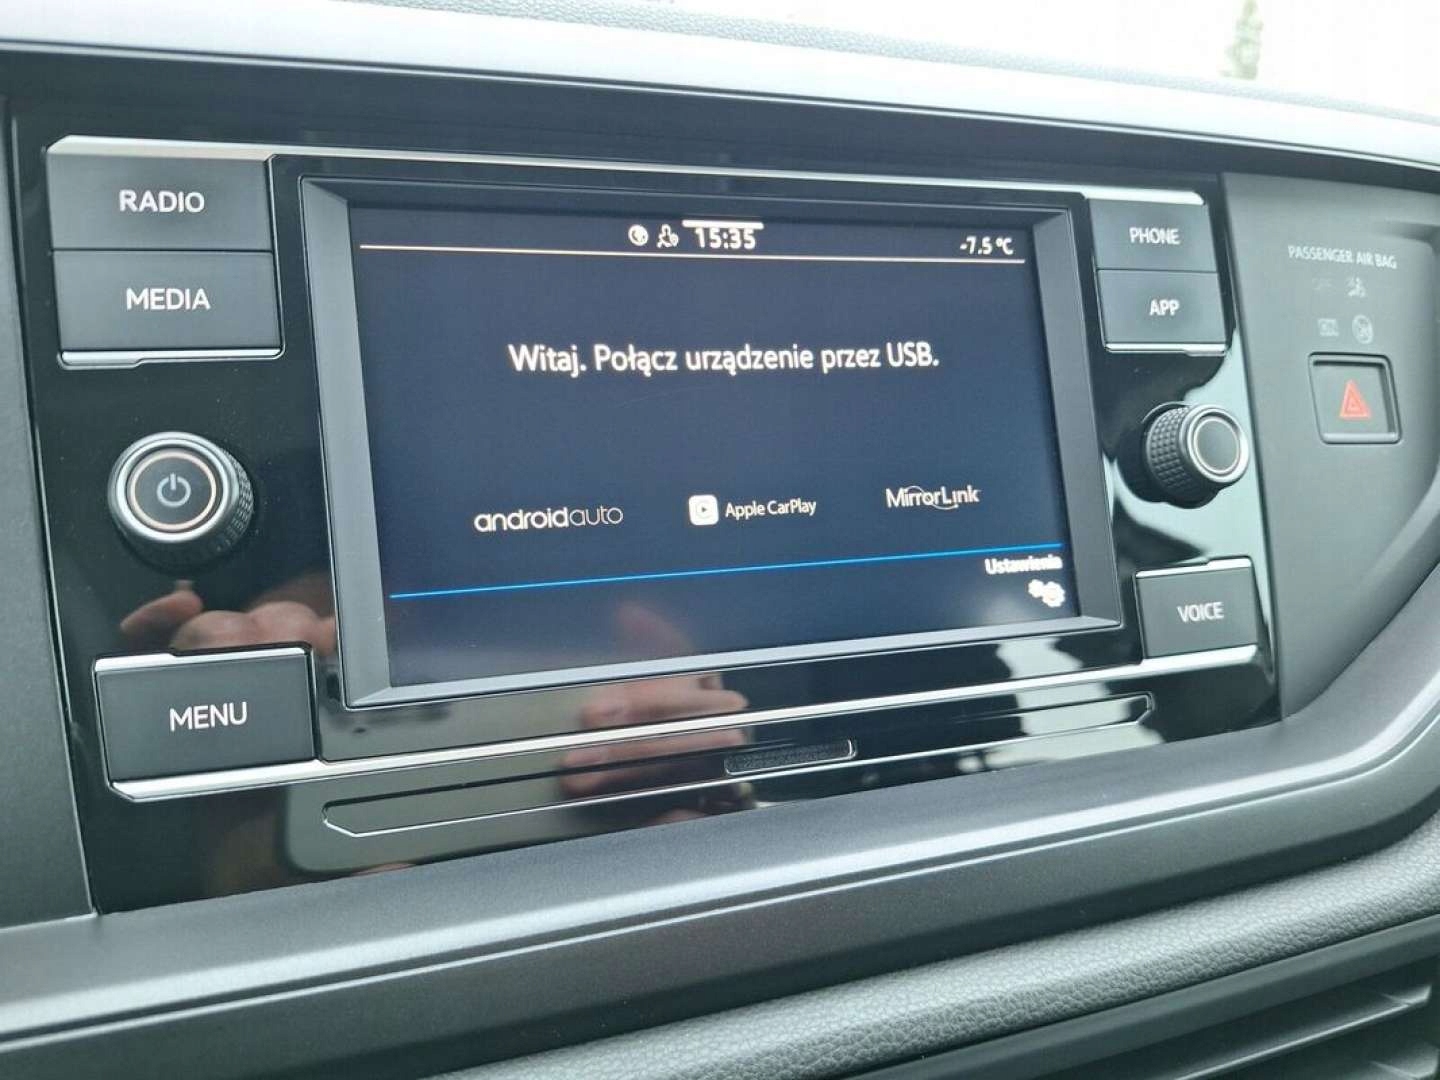 RADIO
MEDIA
MENU
15:35
-7.5 °C
Witaj. Połącz urządzenie przez USB.
androidauto
Apple CarPlay
MirrorLink
Ustawienia
PHONE
APP
VOICE
PASSENGER AIR BAG